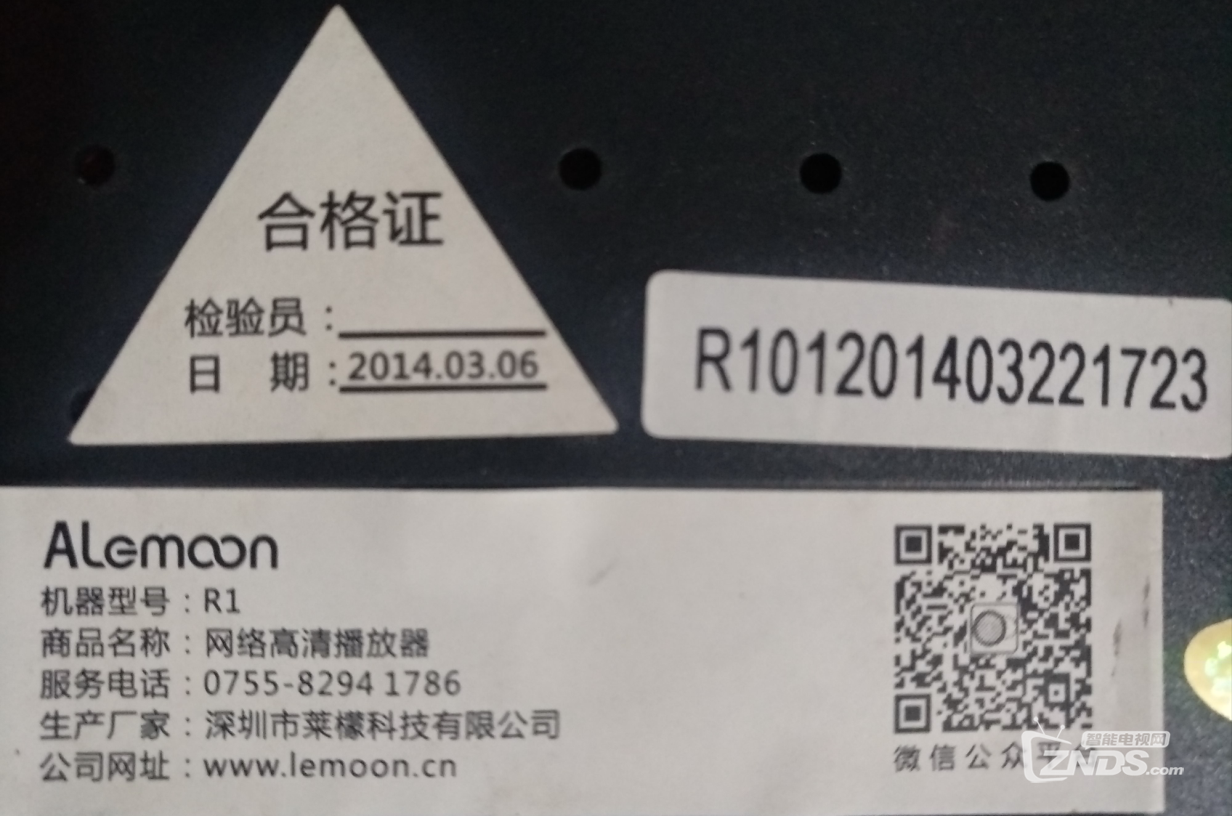 合格证
检验员：
日 期：2014.03.06
R101201403221723
ALemoon
机器型号：R1
商品名称：网络高清播放器
服务电话：0755-8294 1786
生产厂家：深圳市莱檬科技有限公司
公司网址：www.lemoon.cn
微信公众平
智能电视网
ZNDS.com